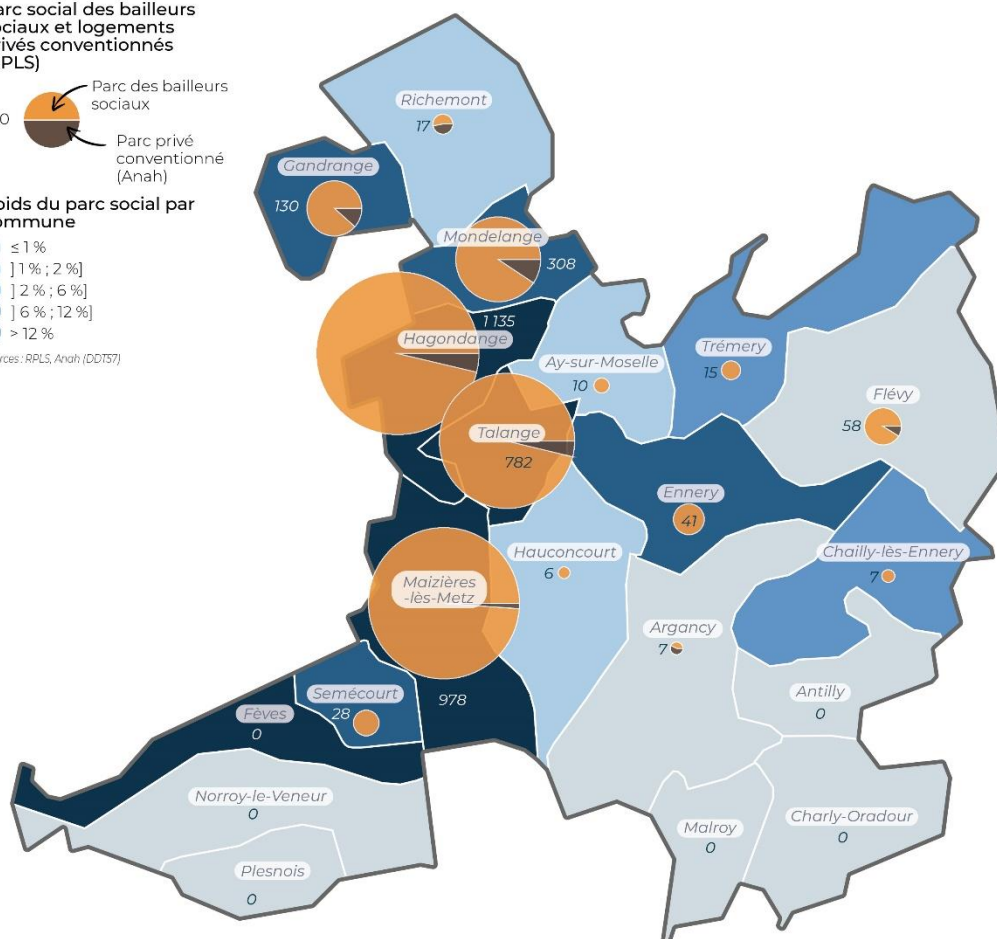 arc social des bailleurs
ociaux et logements
rivés conventionnés
PLS)
Parc des bailleurs
sociaux
0
Parc privé
conventionné
(Anah)
oids du parc social par
ommune
≤ 1 %
] 1 % ; 2 %]
] 2 % ; 6 %]
] 6 % ; 12 %]
> 12 %
rces : RPLS, Anah (DDT57)
Richemont
17
Gandrange
130
Mondelange
308
1 135
Hagondange
Ay-sur-Moselle
10
Trémery
15
Flévy
58
Talange
782
Ennery
41
Hauconcourt
6
Chailly-lès-Ennery
7
Maizières
-lès-Metz
978
Argancy
7
Antilly
0
Semécourt
28
Fèves
0
Norroy-le-Veneur
0
Plesnois
0
Malroy
0
Charly-Oradour
0